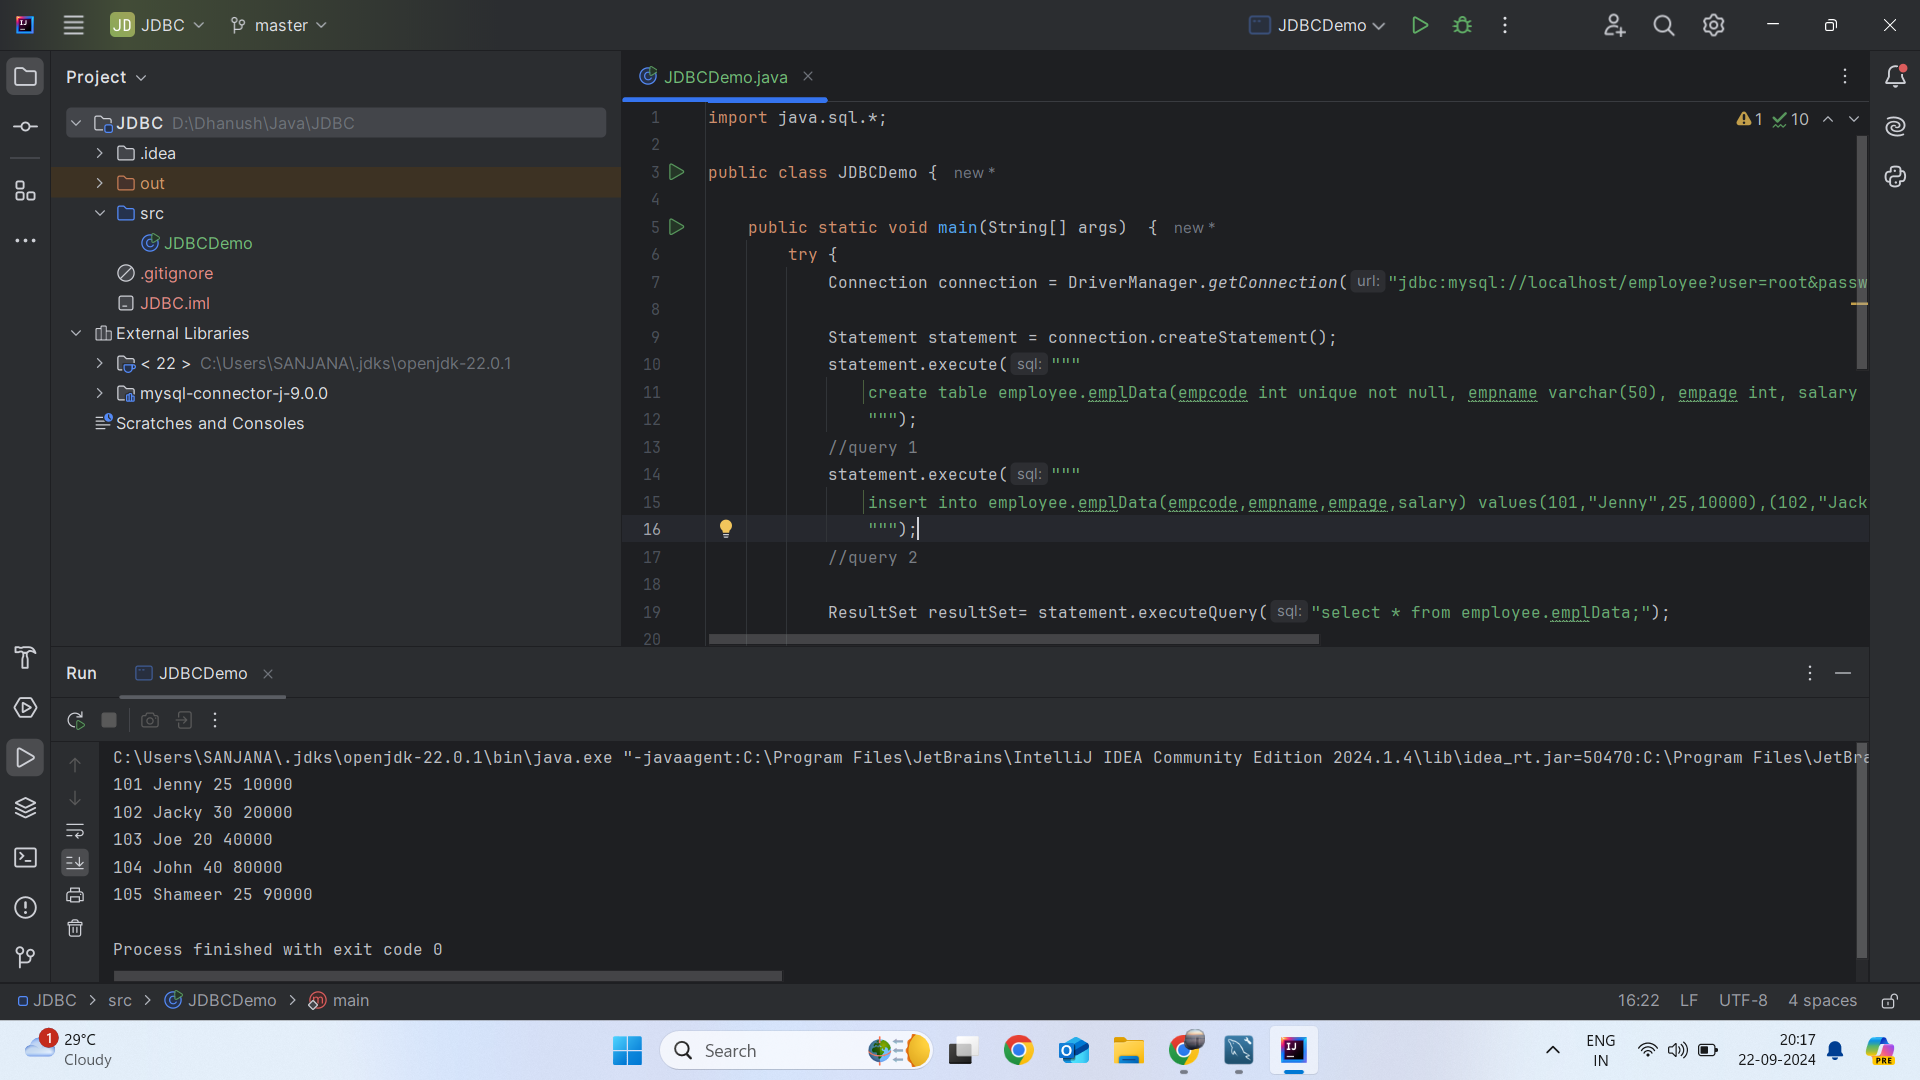 JD JDBC master JDBCDemo
Project
JDBC D:\Dhanush\Java\JDBC
.idea
out
src
JDBCDemo
.gitignore
JDBC.iml
External Libraries
< 22 > C:\Users\SANJANA\.jdks\openjdk-22.0.1
mysql-connector-j-9.0.0
Scratches and Consoles
JDBCDemo.java
1 10
1 import java.sql.*;
2
3 public class JDBCDemo { new *
4
5 public static void main(String[] args) { new *
6 try {
7 Connection connection = DriverManager.getConnection( url: "jdbc:mysql://localhost/employee?user=root&passw
8
9 Statement statement = connection.createStatement();
10 statement.execute( sql: """
11 create table employee.emplData(empcode int unique not null, empname varchar(50), empage int, salary
12 """);
13 //query 1
14 statement.execute( sql: """
15 insert into employee.emplData(empcode,empname,empage,salary) values(101,"Jenny",25,10000),(102,"Jack
16 """);
17 //query 2
18
19 ResultSet resultSet= statement.executeQuery( sql: "select * from employee.emplData;");
20
Run JDBCDemo
C:\Users\SANJANA\.jdks\openjdk-22.0.1\bin\java.exe "-javaagent:C:\Program Files\JetBrains\IntelliJ IDEA Community Edition 2024.1.4\lib\idea_rt.jar=50470:C:\Program Files\JetBra
101 Jenny 25 10000
102 Jacky 30 20000
103 Joe 20 40000
104 John 40 80000
105 Shameer 25 90000
Process finished with exit code 0
JDBC > src > JDBCDemo > main 16:22 LF UTF-8 4 spaces
1 29°C
Cloudy
Search
ENG
IN
20:17
22-09-2024
PRE